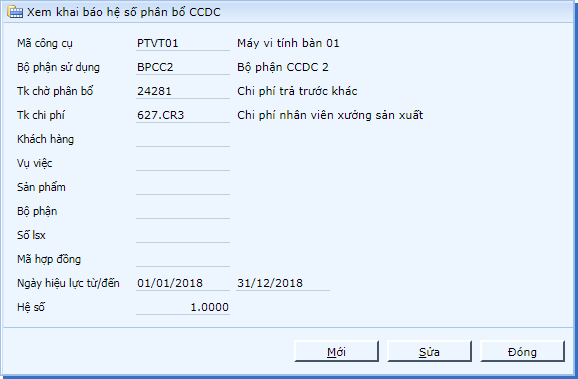 Xem khai báo hệ số phân bổ CCDC
Mã công cụ PTVT01 Máy vi tính bàn 01
Bộ phận sử dụng BPCC2 Bộ phận CCDC 2
Tk chờ phân bổ 24281 Chi phí trả trước khác
Tk chi phí 627.CR3 Chi phí nhân viên xưởng sản xuất
Khách hàng
Vụ việc
Sản phẩm
Bộ phận
Số lsx
Mã hợp đồng
Ngày hiệu lực từ/đến 01/01/2018 31/12/2018
Hệ số 1.0000
Mới Sửa Đóng